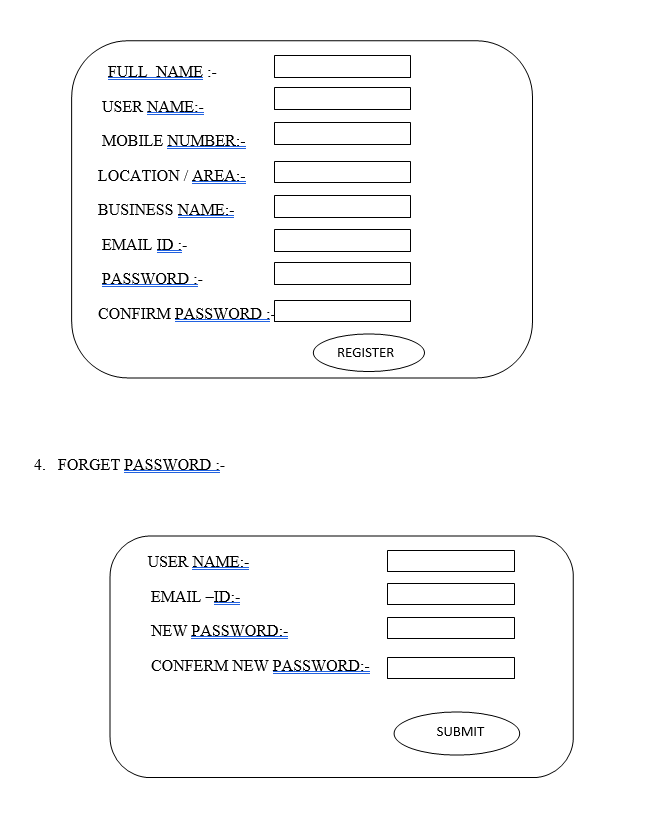 FULL  NAME :-
USER NAME:-
MOBILE NUMBER:-
LOCATION / AREA:-
BUSINESS NAME:-
EMAIL ID :-
PASSWORD :-
CONFIRM PASSWORD :-
REGISTER
4. FORGET PASSWORD :-
USER NAME:-
EMAIL –ID:-
NEW PASSWORD:-
CONFERM NEW PASSWORD:-
SUBMIT